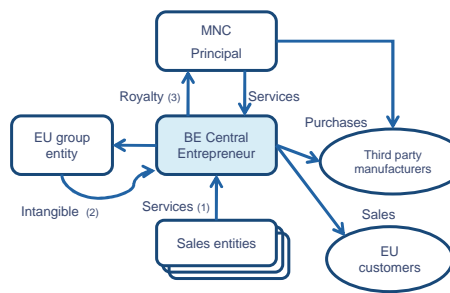 MNC
Principal
Royalty (3)
Services
Purchases
EU group
entity
BE Central
Entrepreneur
Third party
manufacturers
Intangible (2)
Services (1)
Sales
Sales entities
EU
customers